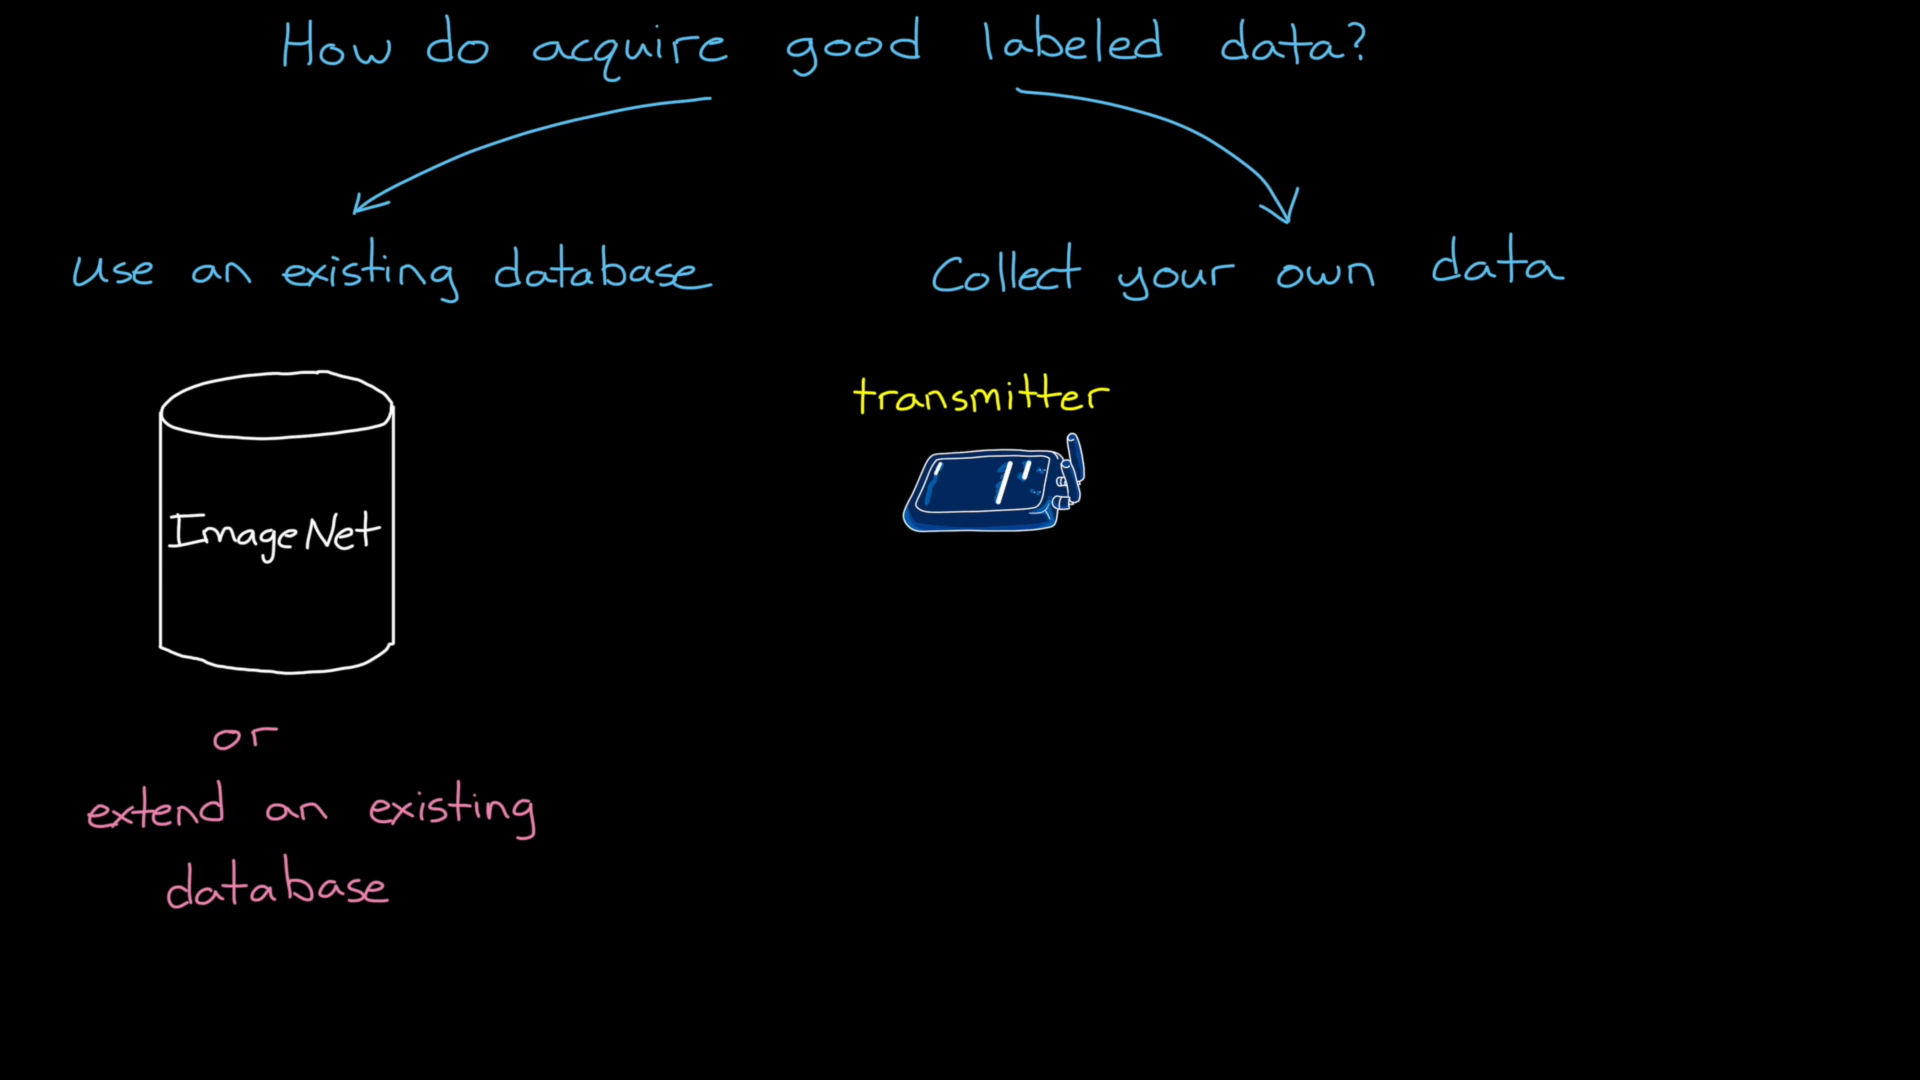 How do acquire good labeled data?
use an existing database
Collect your own data
transmitter
ImageNet
or
extend an existing
database